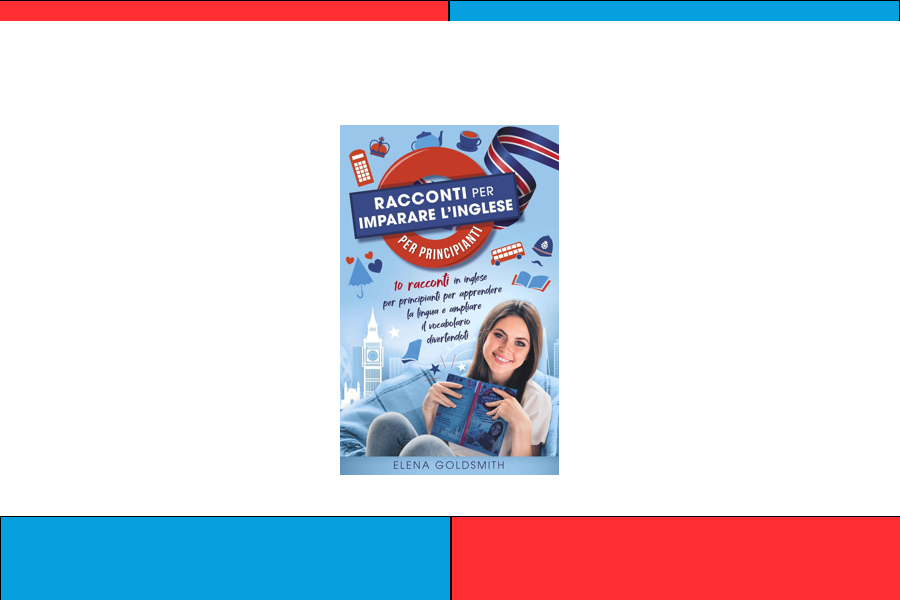 RACCONTI PER
IMPARARE L'INGLESE
PER PRINCIPIANTI
10 racconti in inglese
per principianti per apprendere
la lingua e ampliare
il vocabolario
divertendoti
ELENA GOLDSMITH